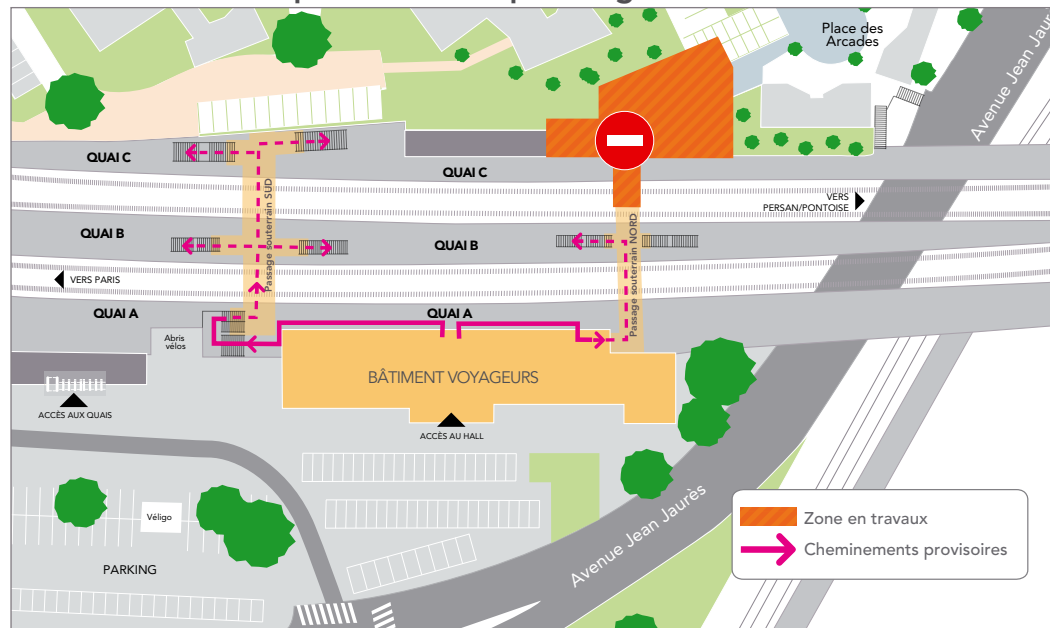 Place des
Arcades
Avenue Jean Jaur
QUAI C
QUAI C
Passage souterrain SUD
VERS
PERSAN/PONTOISE
QUAI B
QUAI B
Passage souterrain NORD
VERS PARIS
QUAI A
QUAI A
Abris
vélos
BÂTIMENT VOYAGEURS
ACCÈS AUX QUAIS
ACCÈS AU HALL
Véligo
Avenue Jean Jaurès
PARKING
Zone en travaux
Cheminements provisoires